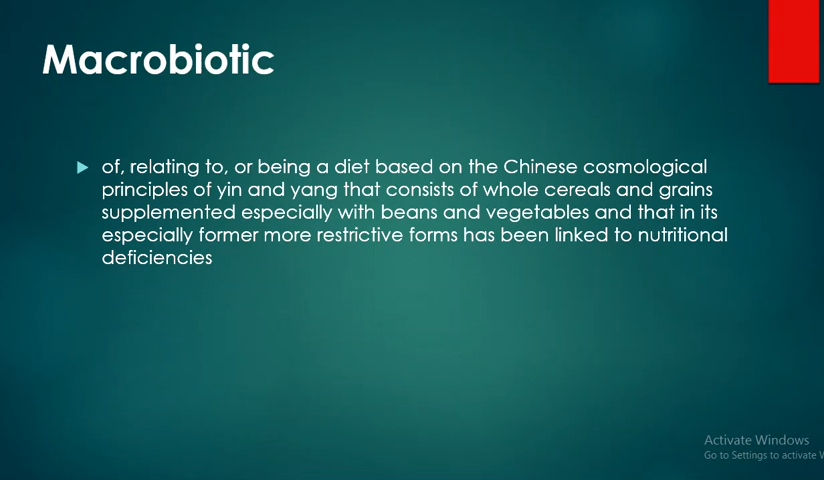 Macrobiotic
of, relating to, or being a diet based on the Chinese cosmological
principles of yin and yang that consists of whole cereals and grains
supplemented especially with beans and vegetables and that in its
especially former more restrictive forms has been linked to nutritional
deficiencies
Activate Windows
Go to Settings to activate